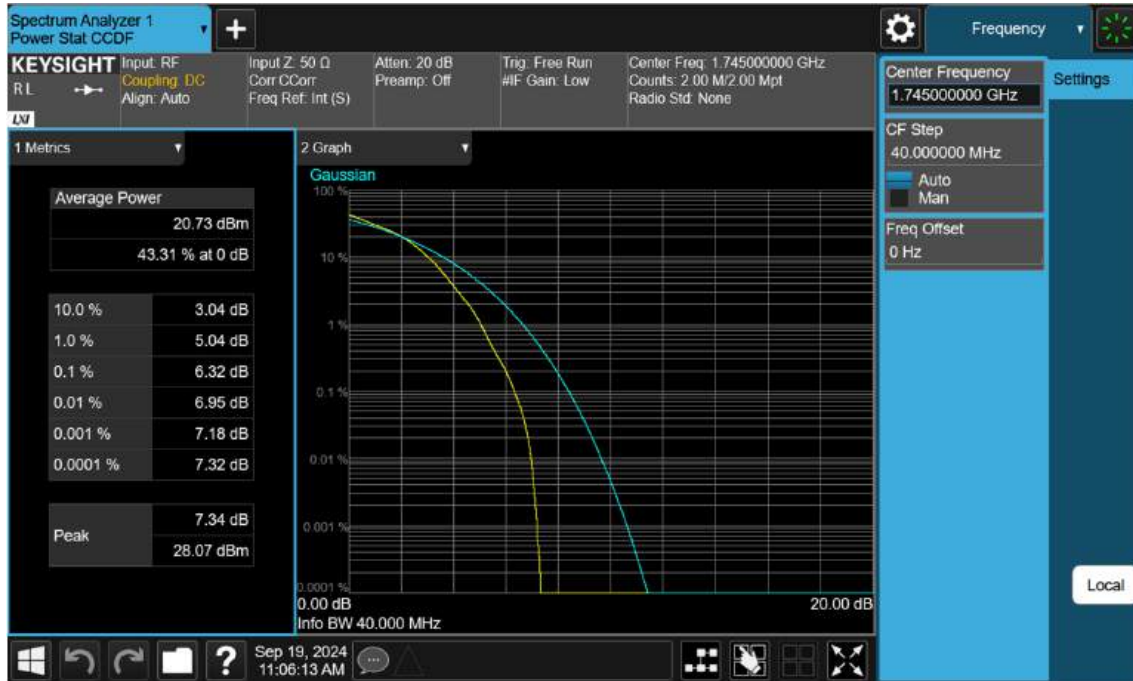 Spectrum Analyzer 1
Power Stat CCDF
+
Frequency
KEYSIGHT
RL
LXI
Input: RF
Coupling: DC
Align: Auto
Input Z: 50 Ω
Corr CCorr
Freq Ref: Int (S)
Atten: 20 dB
Preamp: Off
Trig: Free Run
#IF Gain: Low
Center Freq: 1.745000000 GHz
Counts: 2.00 M/2.00 Mpt
Radio Std: None
Center Frequency
1.745000000 GHz
Settings
CF Step
40.000000 MHz
Auto
Man
Freq Offset
0 Hz
1 Metrics
Average Power
20.73 dBm
43.31 % at 0 dB
10.0 % 3.04 dB
1.0 % 5.04 dB
0.1 % 6.32 dB
0.01 % 6.95 dB
0.001 % 7.18 dB
0.0001 % 7.32 dB
Peak 7.34 dB
28.07 dBm
2 Graph
Gaussian
100 %
10 %
1 %
0.1 %
0.01 %
0.001 %
0.0001 %
0.00 dB 20.00 dB
Info BW 40.000 MHz
Local
?
Sep 19, 2024
11:06:13 AM